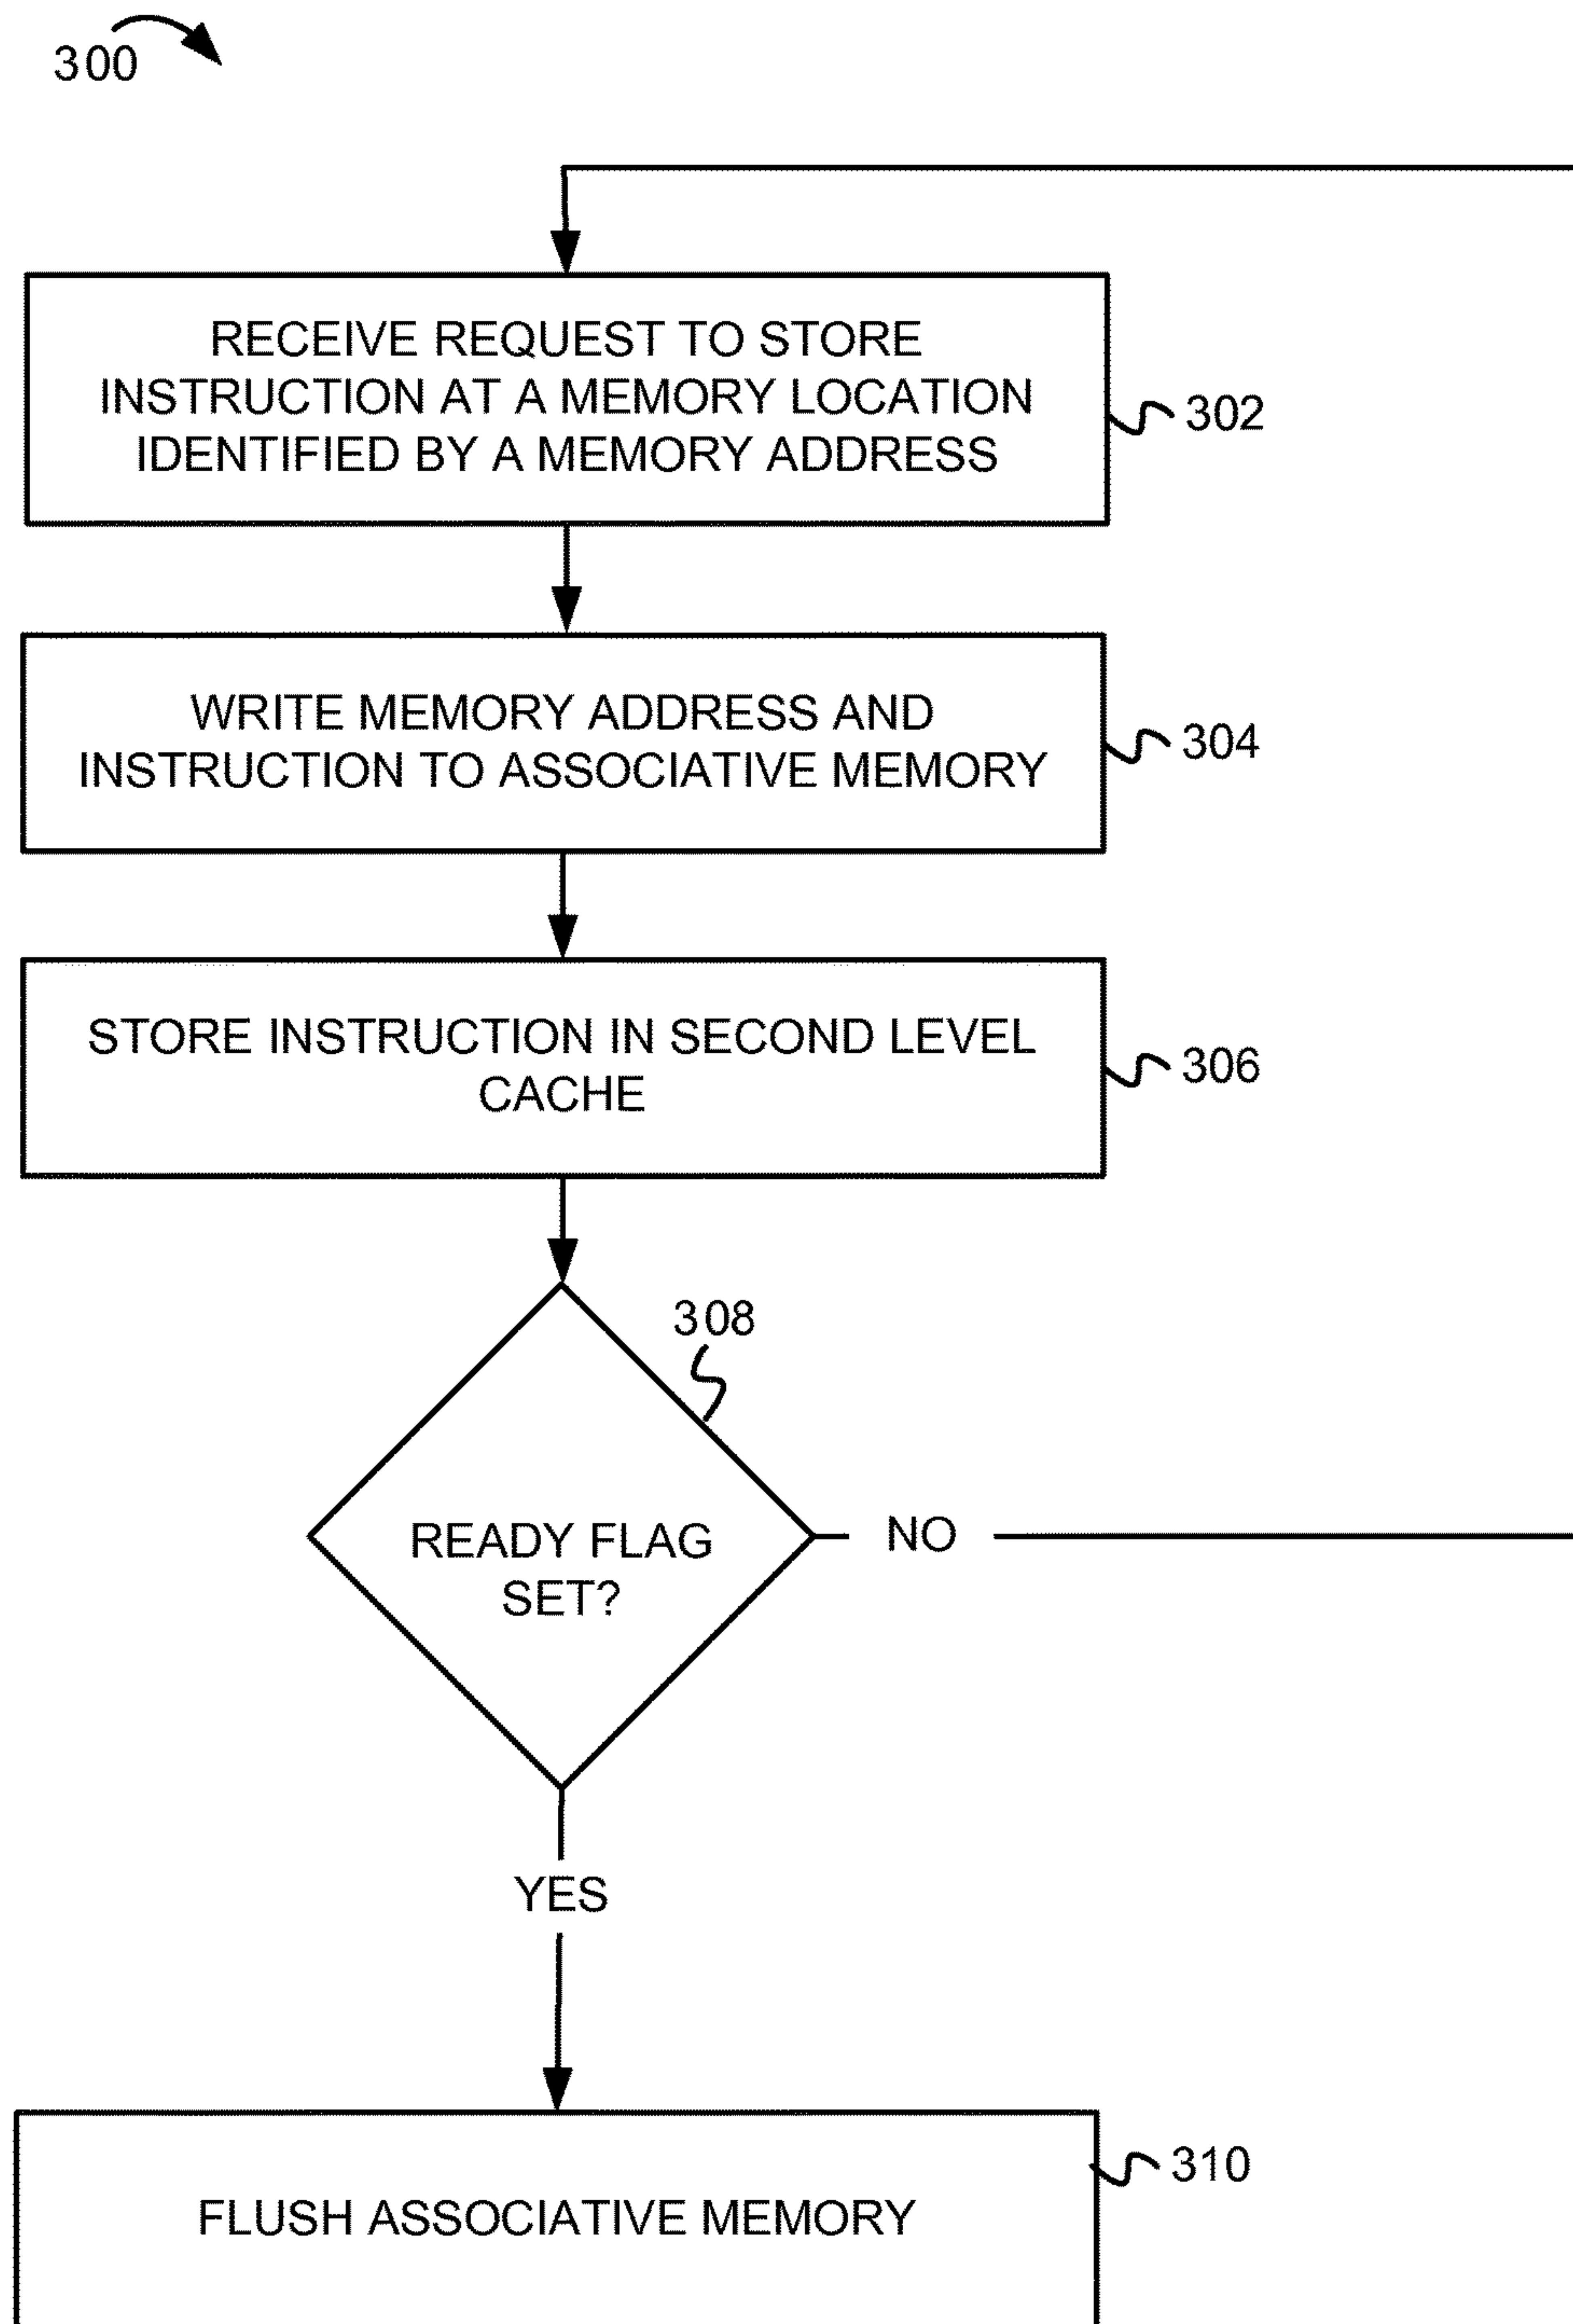 300
RECEIVE REQUEST TO STORE
INSTRUCTION AT A MEMORY LOCATION
IDENTIFIED BY A MEMORY ADDRESS
302
WRITE MEMORY ADDRESS AND
INSTRUCTION TO ASSOCIATIVE MEMORY
304
STORE INSTRUCTION IN SECOND LEVEL
CACHE
306
308
READY FLAG
SET?
NO
YES
310
FLUSH ASSOCIATIVE MEMORY